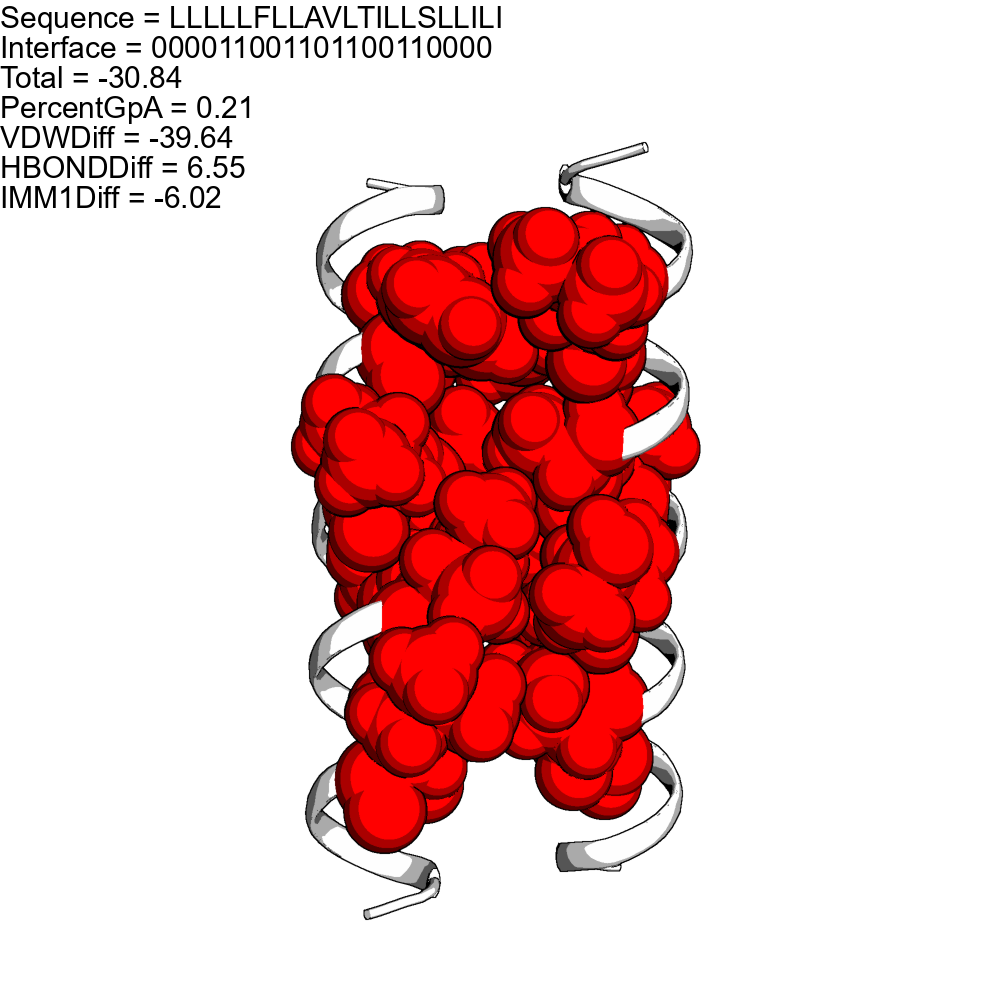 Sequence = LLLLLFLLAVLTILLSLLILI
Interface = 000011001101100110000
Total = -30.84
PercentGpA = 0.21
VDWDiff = -39.64
HBONDDiff = 6.55
IMM1Diff = -6.02